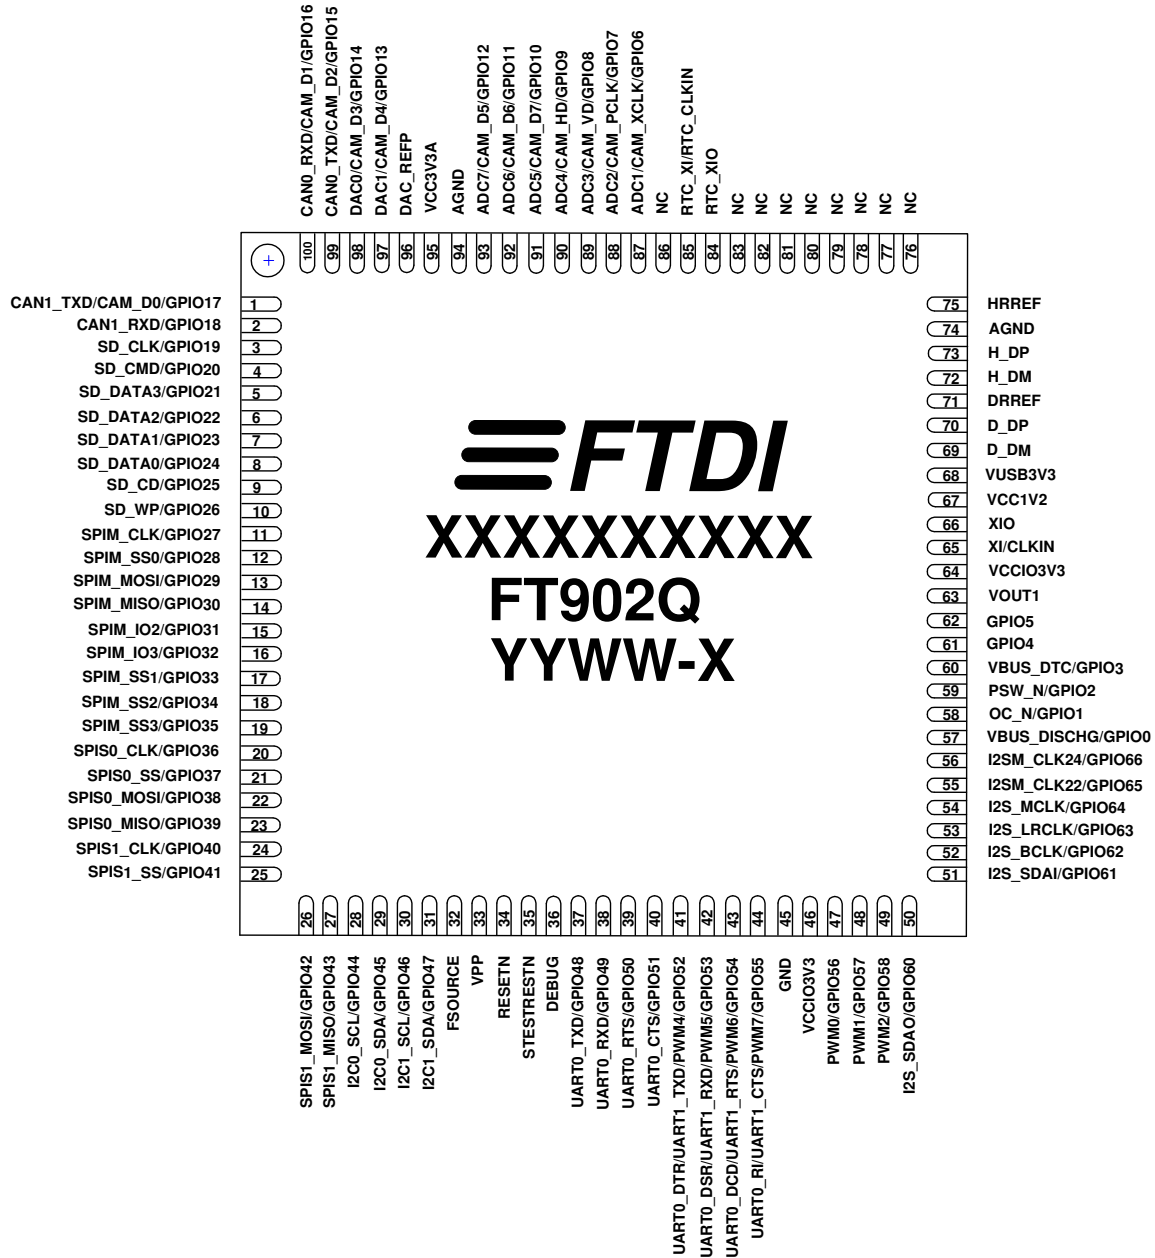 CAN0_RXD/CAM_D1/GPIO16
CAN0_TXD/CAM_D2/GPIO15
DAC0/CAM_D3/GPIO14
DAC1/CAM_D4/GPIO13
DAC_REFP
VCC3V3A
AGND
ADC7/CAM_D5/GPIO12
ADC6/CAM_D6/GPIO11
ADC5/CAM_D7/GPIO10
ADC4/CAM_HD/GPIO9
ADC3/CAM_VD/GPIO8
ADC2/CAM_PCLK/GPIO7
ADC1/CAM_XCLK/GPIO6
NC
RTC_XI/RTC_CLKIN
RTC_XIO
NC
NC
NC
NC
NC
NC
NC
NC
100
99
98
97
96
95
94
93
92
91
90
89
88
87
86
85
84
83
82
81
80
79
78
77
76
CAN1_TXD/CAM_D0/GPIO17 1
CAN1_RXD/GPIO18 2
SD_CLK/GPIO19 3
SD_CMD/GPIO20 4
SD_DATA3/GPIO21 5
SD_DATA2/GPIO22 6
SD_DATA1/GPIO23 7
SD_DATA0/GPIO24 8
SD_CD/GPIO25 9
SD_WP/GPIO26 10
SPIM_CLK/GPIO27 11
SPIM_SS0/GPIO28 12
SPIM_MOSI/GPIO29 13
SPIM_MISO/GPIO30 14
SPIM_IO2/GPIO31 15
SPIM_IO3/GPIO32 16
SPIM_SS1/GPIO33 17
SPIM_SS2/GPIO34 18
SPIM_SS3/GPIO35 19
SPIS0_CLK/GPIO36 20
SPIS0_SS/GPIO37 21
SPIS0_MOSI/GPIO38 22
SPIS0_MISO/GPIO39 23
SPIS1_CLK/GPIO40 24
SPIS1_SS/GPIO41 25
FTDI
XXXXXXXXXX
FT902Q
YYWW-X
75 HRREF
74 AGND
73 H_DP
72 H_DM
71 DRREF
70 D_DP
69 D_DM
68 VUSB3V3
67 VCC1V2
66 XIO
65 XI/CLKIN
64 VCCIO3V3
63 VOUT1
62 GPIO5
61 GPIO4
60 VBUS_DTC/GPIO3
59 PSW_N/GPIO2
58 OC_N/GPIO1
57 VBUS_DISCHG/GPIO0
56 I2SM_CLK24/GPIO66
55 I2SM_CLK22/GPIO65
54 I2S_MCLK/GPIO64
53 I2S_LRCLK/GPIO63
52 I2S_BCLK/GPIO62
51 I2S_SDAI/GPIO61
26
27
28
29
30
31
32
33
34
35
36
37
38
39
40
41
42
43
44
45
46
47
48
49
50
SPIS1_MOSI/GPIO42
SPIS1_MISO/GPIO43
I2C0_SCL/GPIO44
I2C0_SDA/GPIO45
I2C1_SCL/GPIO46
I2C1_SDA/GPIO47
FSOURCE
VPP
RESETN
STESTRESTN
DEBUG
UART0_TXD/GPIO48
UART0_RXD/GPIO49
UART0_RTS/GPIO50
UART0_CTS/GPIO51
UART0_DTR/UART1_TXD/PWM4/GPIO52
UART0_DSR/UART1_RXD/PWM5/GPIO53
UART0_DCD/UART1_RTS/PWM6/GPIO54
UART0_RI/UART1_CTS/PWM7/GPIO55
GND
VCCIO3V3
PWM0/GPIO56
PWM1/GPIO57
PWM2/GPIO58
I2S_SDAO/GPIO60